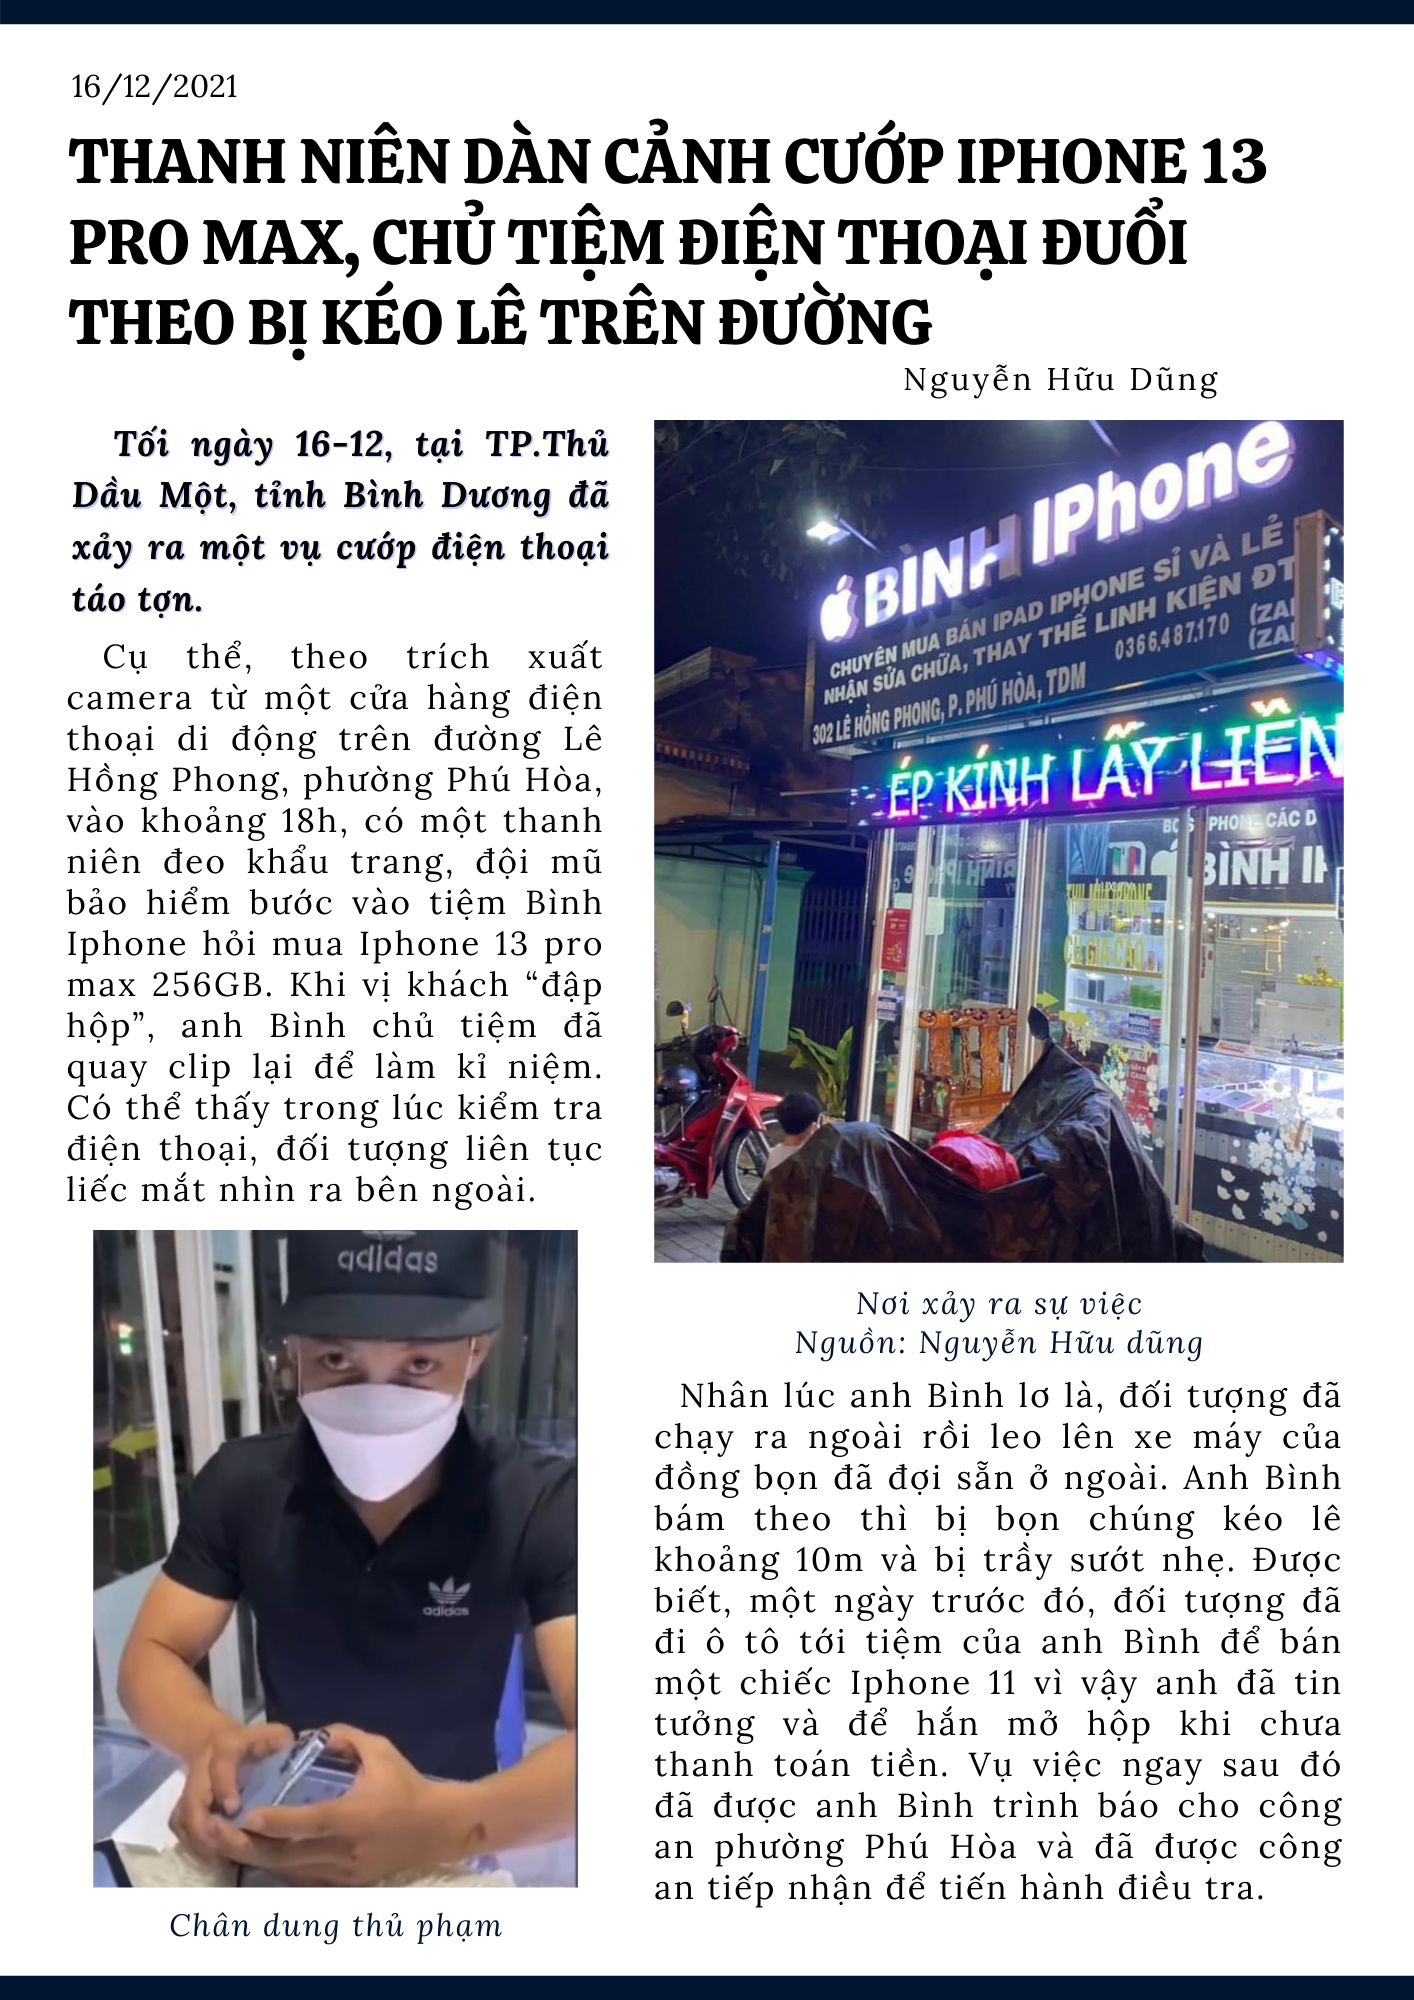 16/12/2021
THANH NIÊN DÀN CẢNH CƯỚP IPHONE 13
PRO MAX, CHỦ TIỆM ĐIỆN THOẠI ĐUỔI
THEO BỊ KÉO LÊ TRÊN ĐƯỜNG
Nguyễn Hữu Dũng
Tối ngày 16-12, tại TP.Thủ
Dầu Một, tỉnh Bình Dương đã
xảy ra một vụ cướp điện thoại
táo tợn.
Cụ thể, theo trích xuất
camera từ một cửa hàng điện
thoại di động trên đường Lê
Hồng Phong, phường Phú Hòa,
vào khoảng 18h, có một thanh
niên đeo khẩu trang, đội mũ
bảo hiểm bước vào tiệm Bình
Iphone hỏi mua Iphone 13 pro
max 256GB. Khi vị khách “đập
hộp”, anh Bình chủ tiệm đã
quay clip lại để làm kỉ niệm.
Có thể thấy trong lúc kiểm tra
điện thoại, đối tượng liên tục
liếc mắt nhìn ra bên ngoài.
adidas
adidas
Chân dung thủ phạm
BÌNH IPhone
CHUYÊN MUA BÁN IPAD IPHONE SỈ VÀ LẺ
NHẬN SỬA CHỮA, THAY THẾ LINH KIỆN ĐT
0366.487.170 (ZAL
(ZAL
302 LÊ HỒNG PHONG, P. PHÚ HÒA, TDM
ÉP KÍNH LẤY LIỀN
PHONE CÁC D
BÌNH IP
THU MUA IPHONE
CŨ GIÁ CAO
Nơi xảy ra sự việc
Nguồn: Nguyễn Hữu dũng
Nhân lúc anh Bình lơ là, đối tượng đã
chạy ra ngoài rồi leo lên xe máy của
đồng bọn đã đợi sẵn ở ngoài. Anh Bình
bám theo thì bị bọn chúng kéo lê
khoảng 10m và bị trầy sướt nhẹ. Được
biết, một ngày trước đó, đối tượng đã
đi ô tô tới tiệm của anh Bình để bán
một chiếc Iphone 11 vì vậy anh đã tin
tưởng và để hắn mở hộp khi chưa
thanh toán tiền. Vụ việc ngay sau đó
đã được anh Bình trình báo cho công
an phường Phú Hòa và đã được công
an tiếp nhận để tiến hành điều tra.